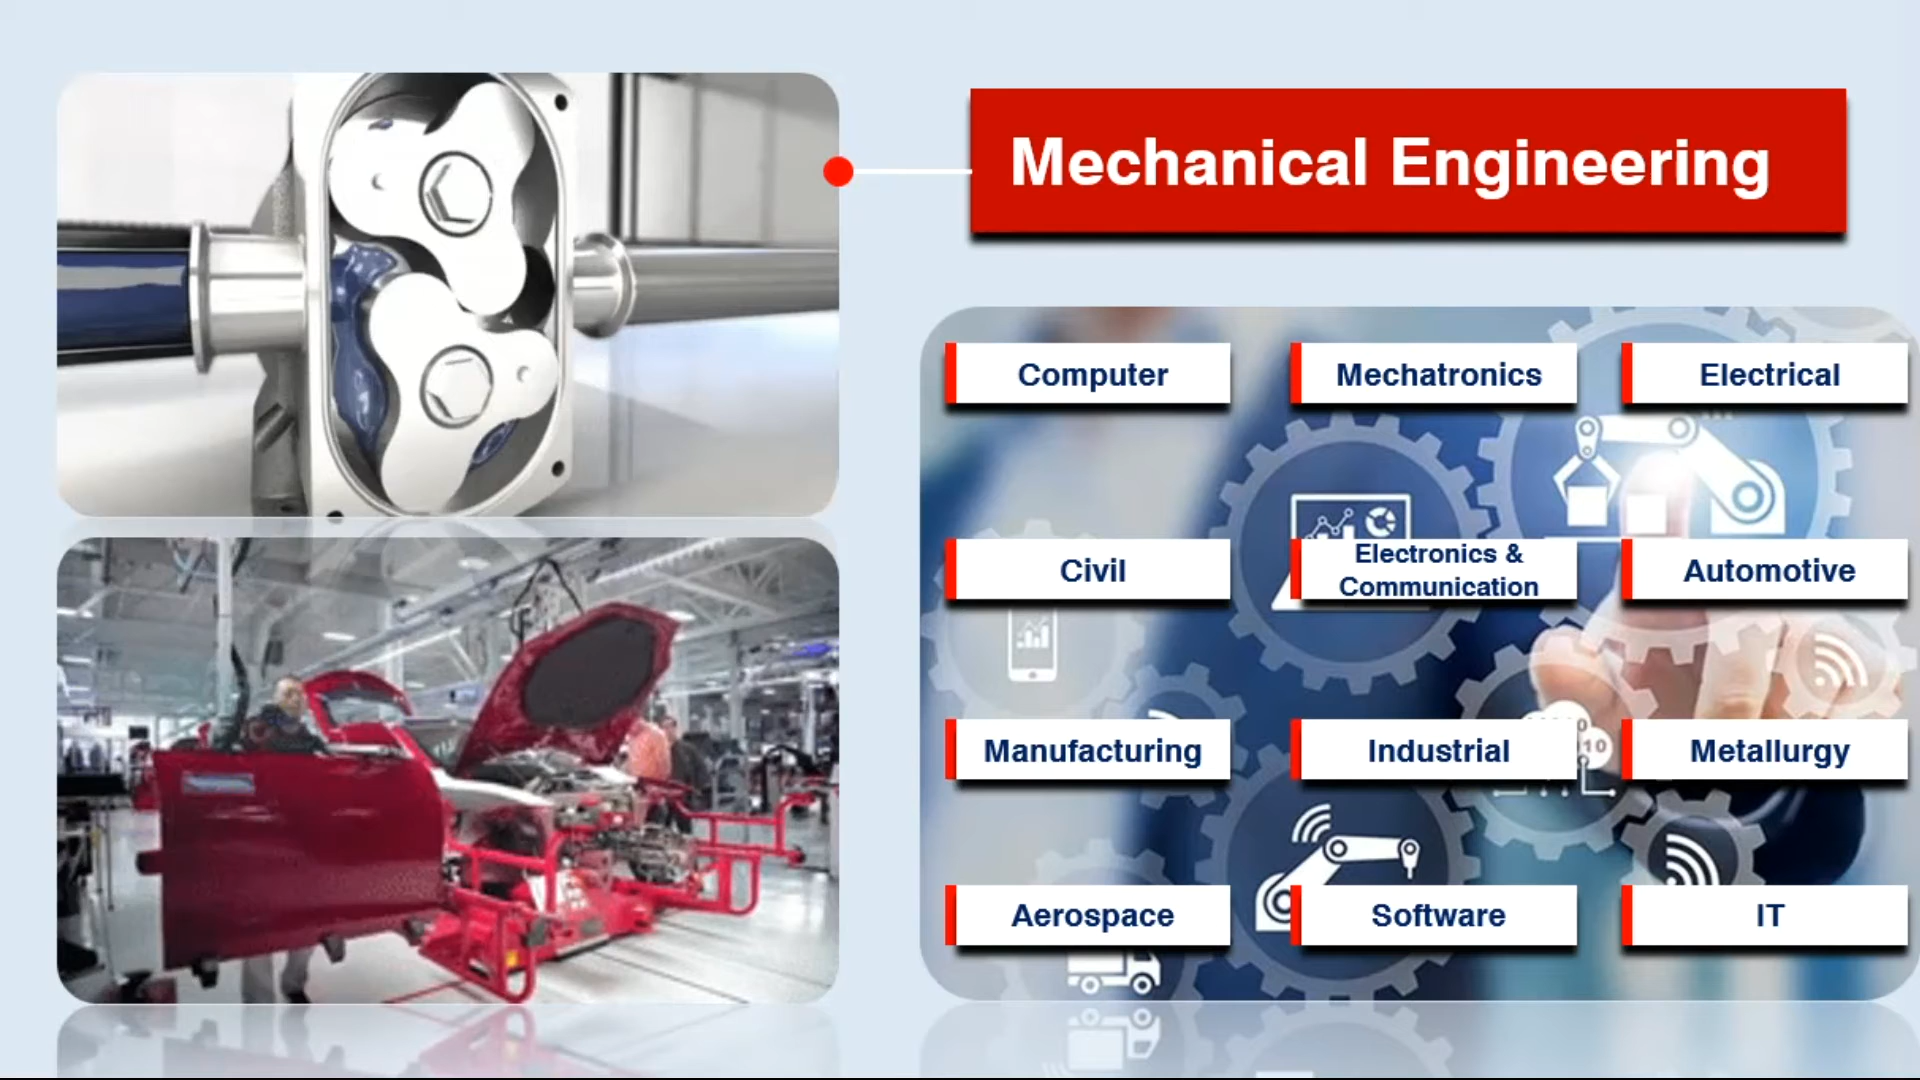 Mechanical Engineering
Computer
Mechatronics
Electrical
Civil
Electronics &
Communication
Automotive
Manufacturing
Industrial
Metallurgy
Aerospace
Software
IT